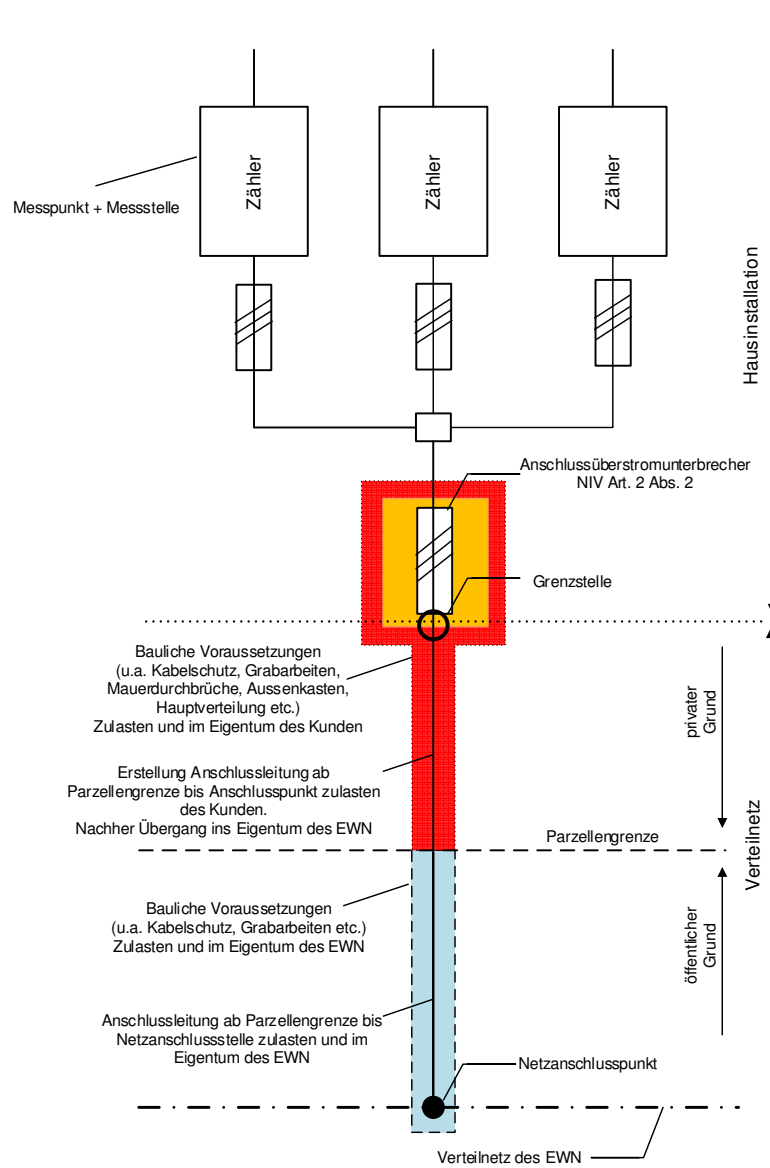 Zähler
Zähler
Zähler
Messpunkt + Messstelle
Hausinstallation
Anschlussüberstromunterbrecher
NIV Art. 2 Abs. 2
Grenzstelle
Bauliche Voraussetzungen
(u.a. Kabelschutz, Grabarbeiten,
Mauerdurchbrüche, Aussenkasten,
Hauptverteilung etc.)
Zulasten und im Eigentum des Kunden
privater
Grund
Erstellung Anschlussleitung ab
Parzellengrenze bis Anschlusspunkt zulasten
des Kunden.
Nachher Übergang ins Eigentum des EWN
Parzellengrenze
Verteilnetz
Bauliche Voraussetzungen
(u.a. Kabelschutz, Grabarbeiten etc.)
Zulasten und im Eigentum des EWN
öffentlicher
Grund
Anschlussleitung ab Parzellengrenze bis
Netzanschlussstelle zulasten und im
Eigentum des EWN
Netzanschlusspunkt
Verteilnetz des EWN